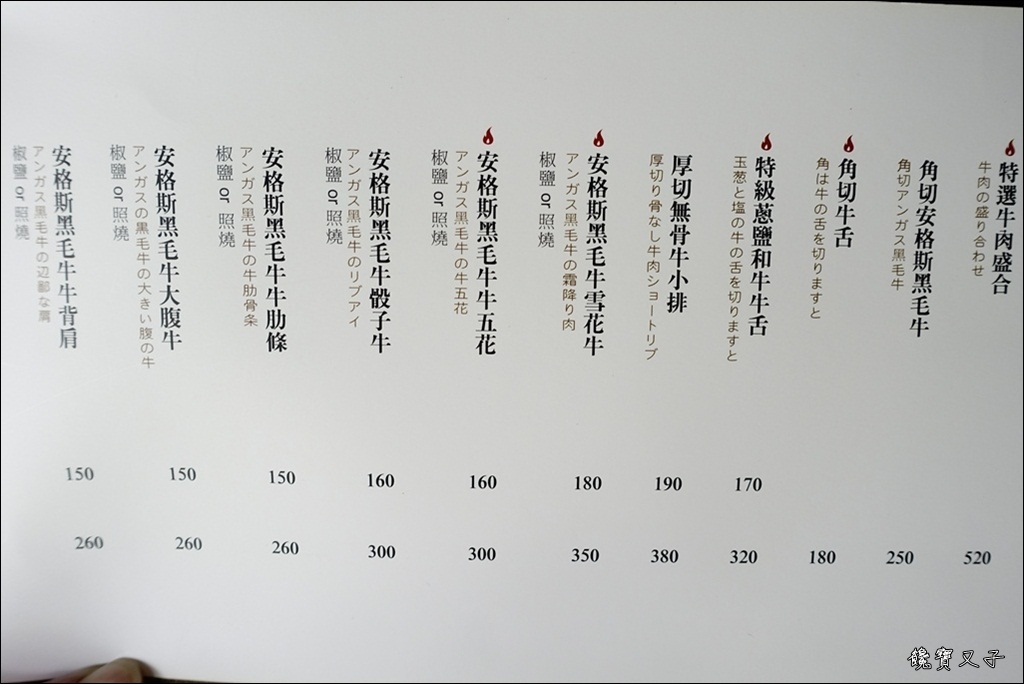 特選牛肉盛合
牛肉の盛り合わせ
520
角切安格斯黑毛牛
角切アンガス黒毛牛
250
角切牛舌
角は牛の舌を切りますと
180
特級蔥鹽和牛牛舌
玉葱と塩の牛の舌を切りますと
170
320
厚切無骨牛小排
厚切り骨なし牛肉ショートリブ
190
380
安格斯黑毛牛雪花牛
アンガス黒毛牛の霜降り肉
椒鹽 or 照燒
180
350
安格斯黑毛牛牛五花
アンガス黒毛牛の牛五花
椒鹽 or 照燒
160
300
安格斯黑毛牛骰子牛
アンガス黒毛牛のリブアイ
椒鹽 or 照燒
160
300
安格斯黑毛牛牛肋條
アンガス黒毛牛の牛肋骨条
椒鹽 or 照燒
150
260
安格斯黑毛牛大腹牛
アンガスの黒毛牛の大きい腹の牛
椒鹽 or 照燒
150
260
安格斯黑毛牛牛背肩
アンガス黒毛牛の辺鄙な肩
椒鹽 or 照燒
150
260
饞寶叉子